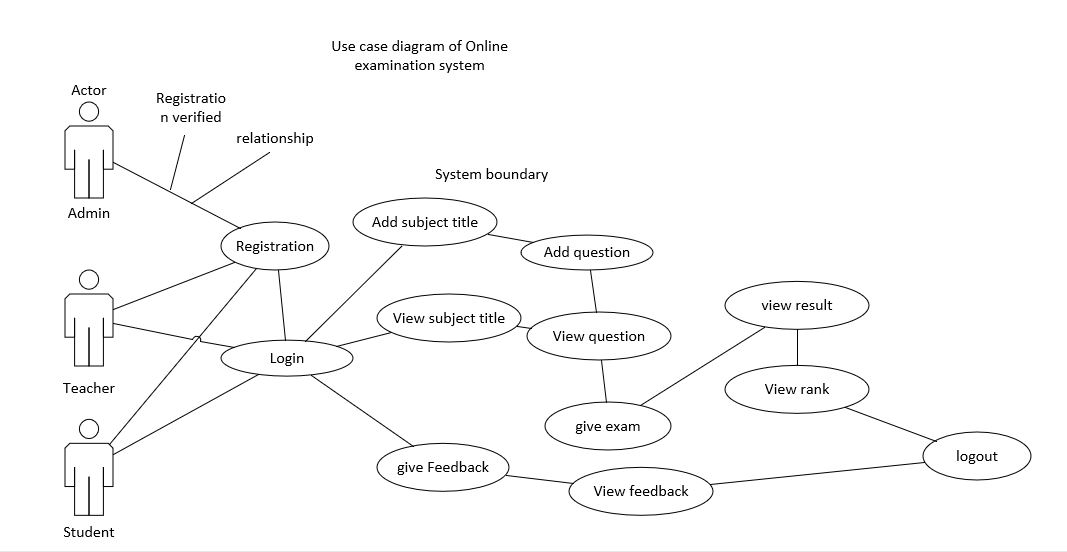 Use case diagram of Online
examination system
Actor
Registratio
n verified
relationship
System boundary
Admin
Add subject title
Registration
Add question
view result
View subject title
View question
Login
Teacher
View rank
give exam
logout
give Feedback
View feedback
Student